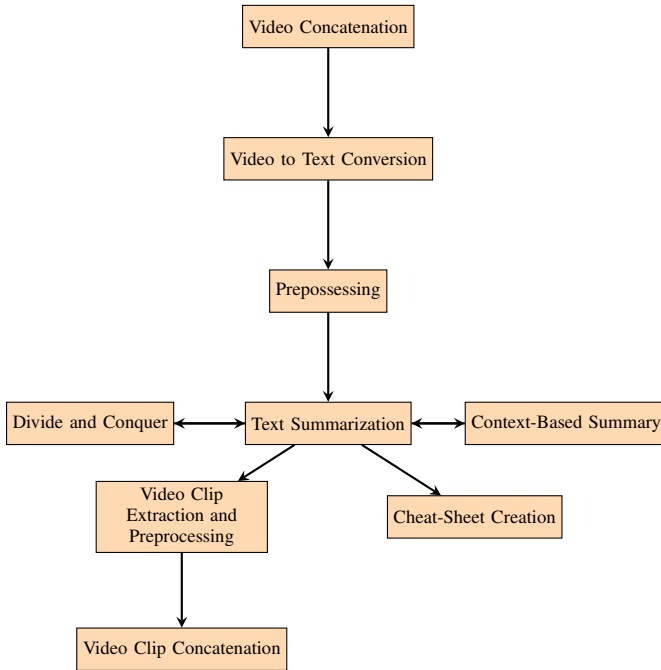 Video Concatenation
Video to Text Conversion
Prepossessing
Divide and Conquer
Text Summarization
Context-Based Summary
Video Clip
Extraction and
Preprocessing
Cheat-Sheet Creation
Video Clip Concatenation